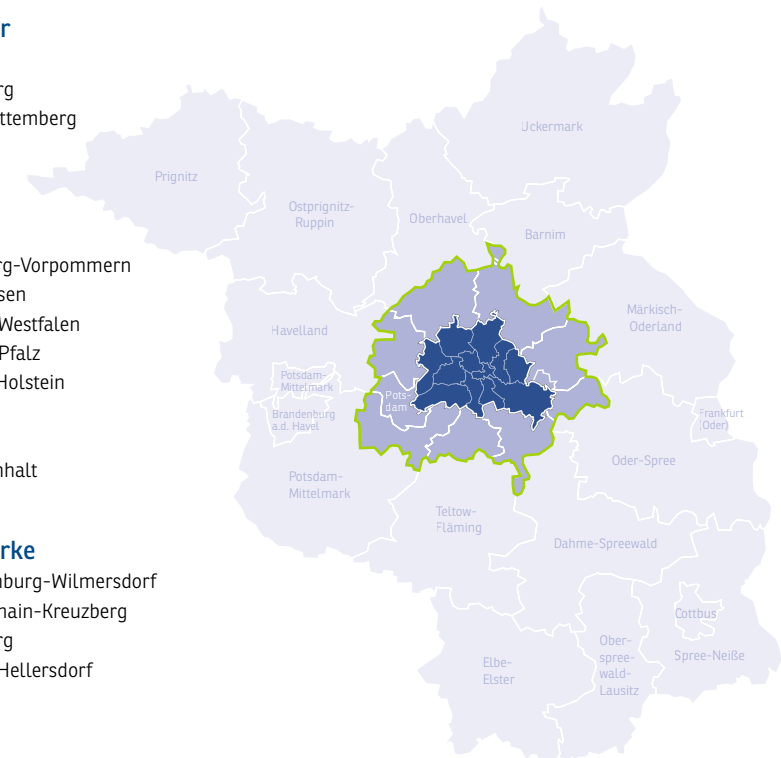 r
rg
ttemberg
rg-Vorpommern
sen
Westfalen
Pfalz
Holstein
nhalt
rke
nburg-Wilmersdorf
hain-Kreuzberg
rg
Hellersdorf
Uckermark
Prignitz
Ostprignitz-
Ruppin
Oberhavel
Barnim
Märkisch-
Oderland
Havelland
Potsdam-
Mittelmark
Pots-
dam
Brandenburg
a.d. Havel
Frankfurt
(Oder)
Oder-Spree
Potsdam-
Mittelmark
Teltow-
Fläming
Dahme-Spreewald
Cottbus
Ober-
spree-
wald-
Lausitz
Spree-Neiße
Elbe-
Elster